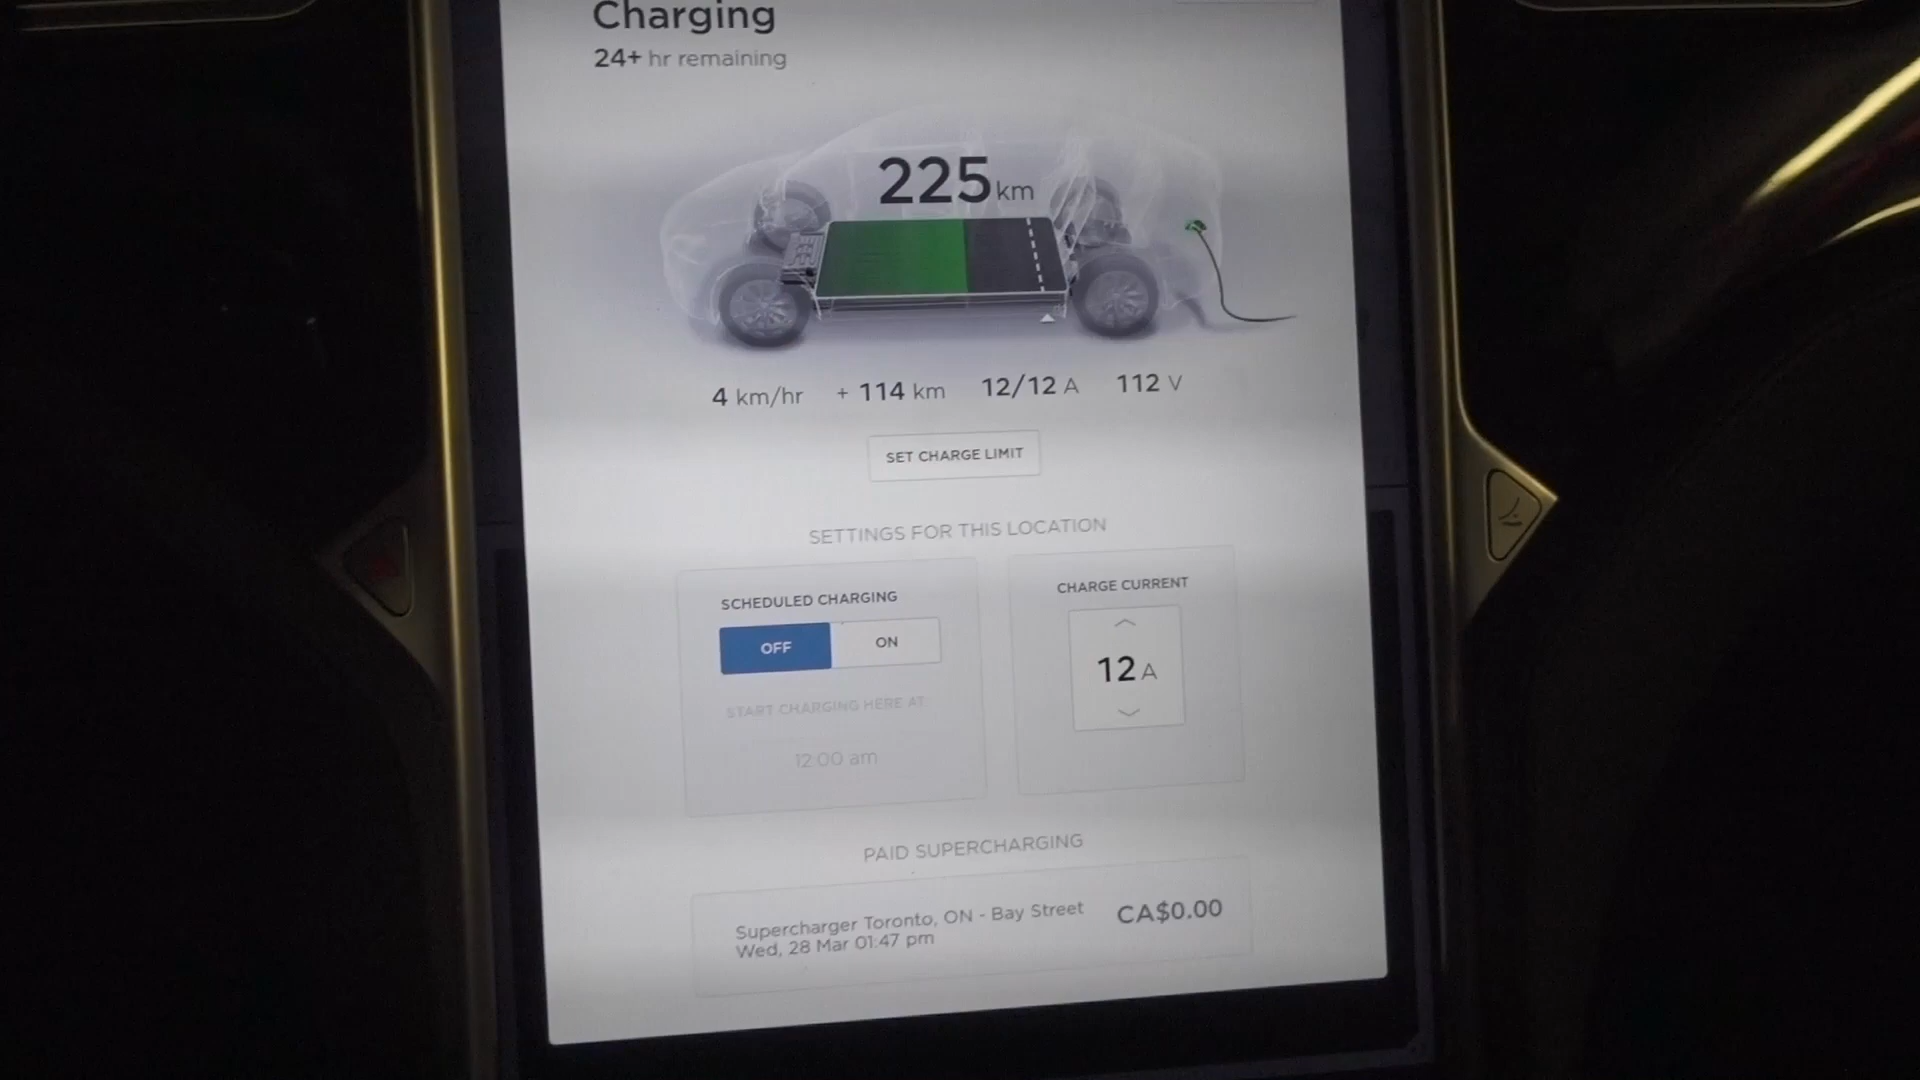 Charging
24+ hr remaining
225 km
4 km/hr + 114 km 12/12 A 112 V
SET CHARGE LIMIT
SETTINGS FOR THIS LOCATION
SCHEDULED CHARGING
OFF ON
START CHARGING HERE AT
12:00 am
CHARGE CURRENT
12 A
PAID SUPERCHARGING
Supercharger Toronto, ON - Bay Street
Wed, 28 Mar 01:47 pm
CA$0.00